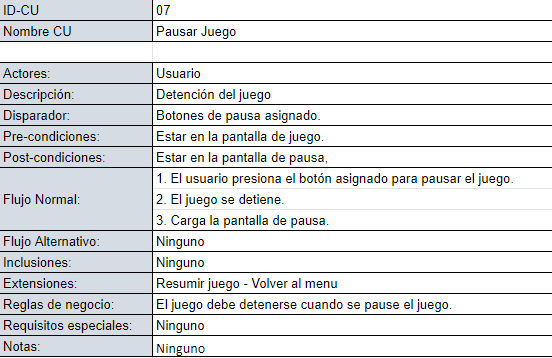 ID-CU 07
Nombre CU Pausar Juego
Actores: Usuario
Descripción: Detención del juego
Disparador: Botones de pausa asignado.
Pre-condiciones: Estar en la pantalla de juego.
Post-condiciones: Estar en la pantalla de pausa,
Flujo Normal: 1. El usuario presiona el botón asignado para pausar el juego.
2. El juego se detiene.
3. Carga la pantalla de pausa.
Flujo Alternativo: Ninguno
Inclusiones: Ninguno
Extensiones: Resumir juego - Volver al menu
Reglas de negocio: El juego debe detenerse cuando se pause el juego.
Requisitos especiales: Ninguno
Notas: Ninguno